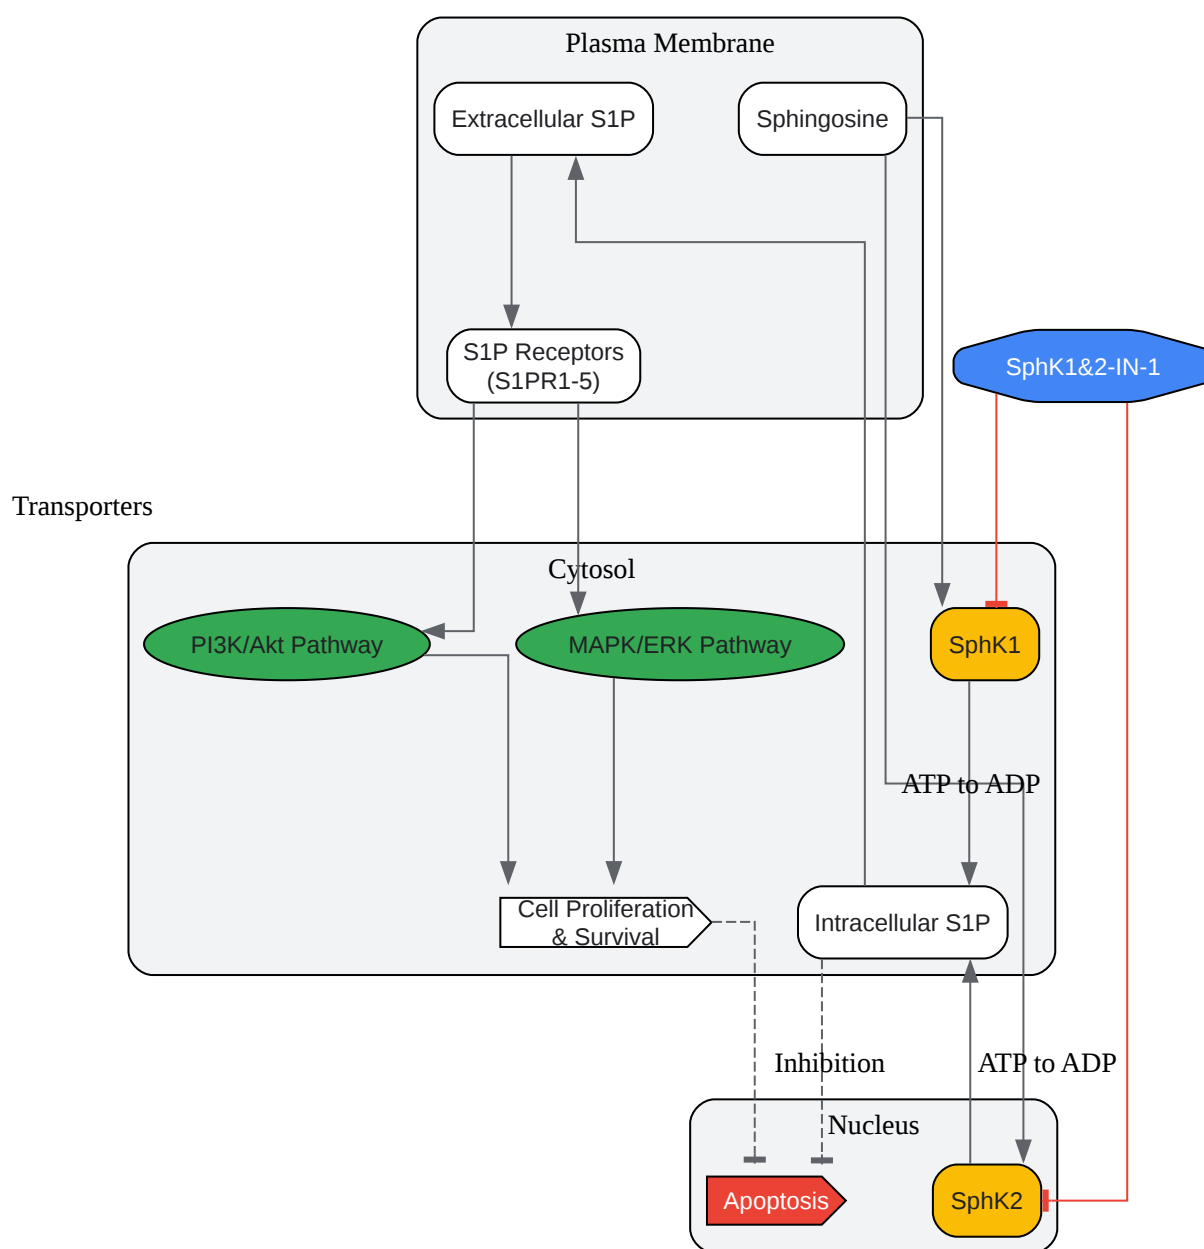 Plasma Membrane
Extracellular S1P
Sphingosine
S1P Receptors
(S1PR1-5)
SphK1&2-IN-1
Transporters
Cytosol
PI3K/Akt Pathway
MAPK/ERK Pathway
SphK1
ATP to ADP
Cell Proliferation
& Survival
Intracellular S1P
Inhibition
ATP to ADP
Nucleus
Apoptosis
SphK2